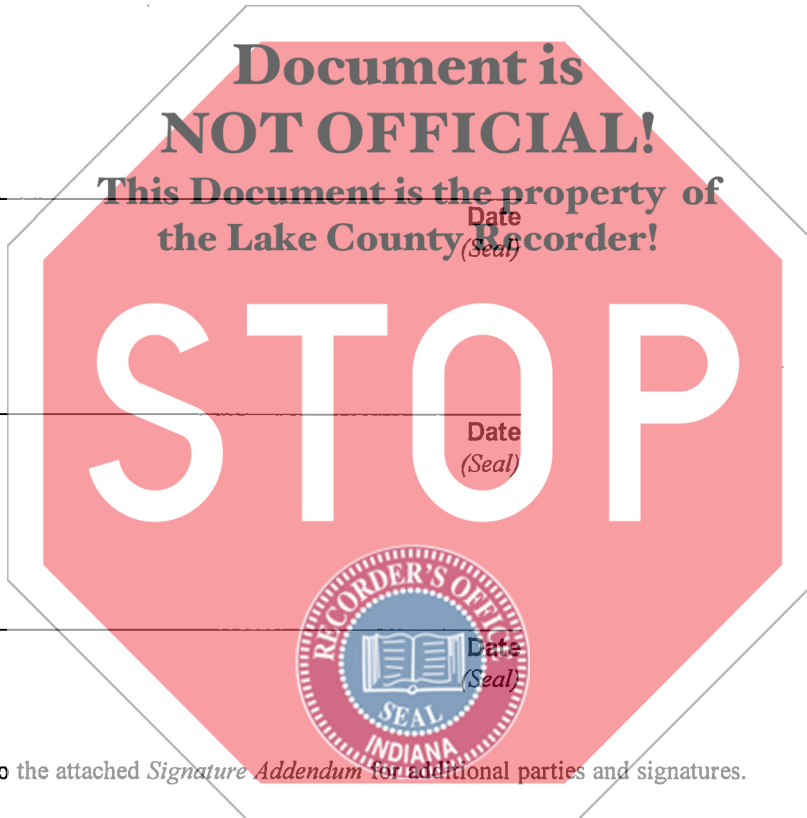 Document is
NOT OFFICIAL!
This Document is the property of
the Lake County Recorder!
Date
(Seal)
STOP
Date
(Seal)
RECORDER'S OFFICE
SEAL
INDIANA
Date
(Seal)
the attached Signature Addendum for additional parties and signatures.